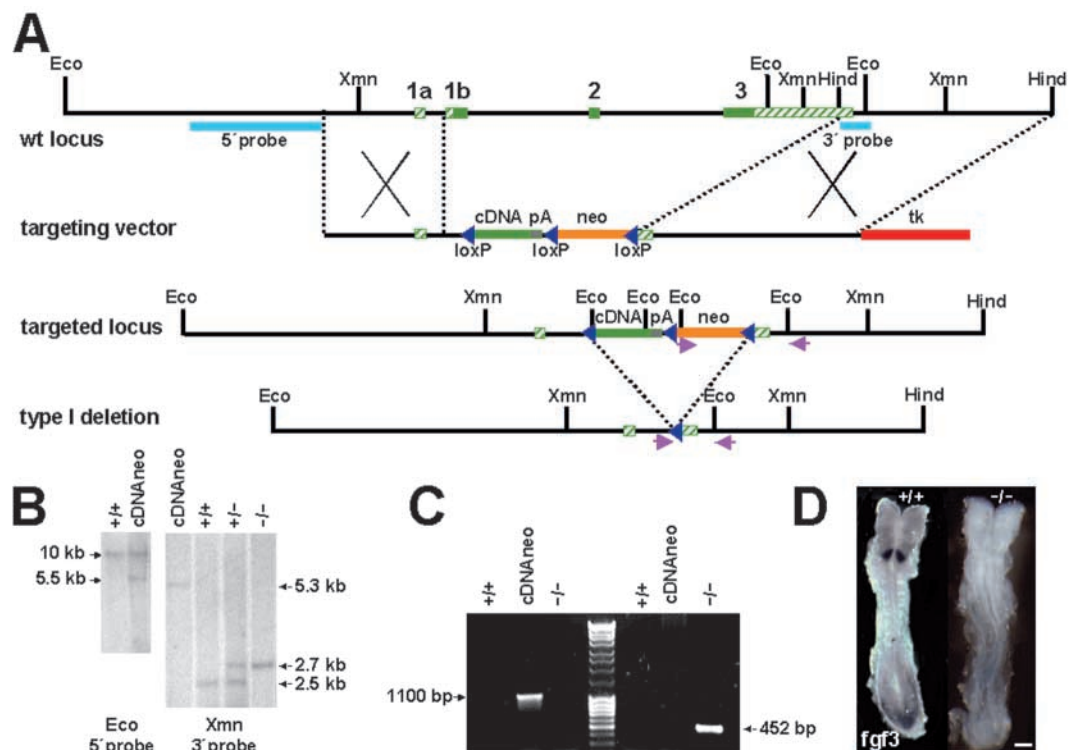 A
Eco Xmn 1a 1b 2 3 Eco Xmn Hind Eco Xmn Hind
wt locus
5´probe
3´ probe
targeting vector
cDNA pA neo
tk
loxP loxP loxP
targeted locus
Eco Xmn Eco Eco Eco Eco Xmn Hind
cDNA pA neo
type I deletion
Eco Xmn Eco Xmn Hind
B
+/+ cDNAneo
10 kb
5.5 kb
Eco
5´probe
cDNAneo +/+ +/- -/-
5.3 kb
2.7 kb
2.5 kb
Xmn
3´probe
C
+/+ cDNAneo -/- +/+ cDNAneo -/-
1100 bp
452 bp
D
+/+ -/-
fgf3